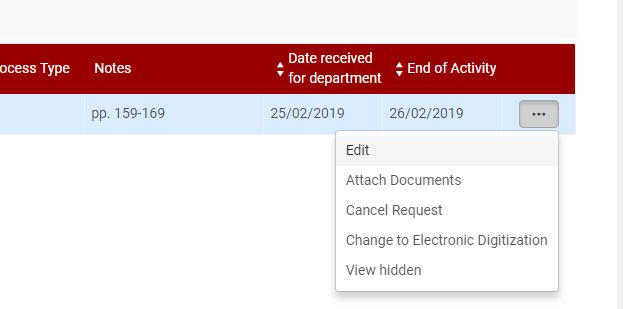 ocess Type Notes Date received for department End of Activity
pp. 159-169 25/02/2019 26/02/2019 ...
Edit
Attach Documents
Cancel Request
Change to Electronic Digitization
View hidden